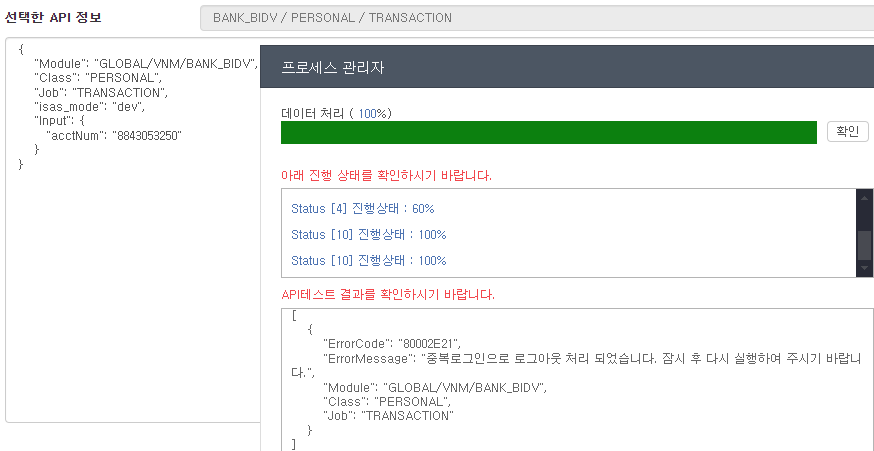 선택한 API 정보
BANK_BIDV / PERSONAL / TRANSACTION
{
"Module": "GLOBAL/VNM/BANK_BIDV",
"Class": "PERSONAL",
"Job": "TRANSACTION",
"isas_mode": "dev",
"Input": {
"acctNum": "8843053250"
}
}
프로세스 관리자
데이터 처리 ( 100%)
확인
아래 진행 상태를 확인하시기 바랍니다.
Status [4] 진행상태 : 60%
Status [10] 진행상태 : 100%
Status [10] 진행상태 : 100%
API테스트 결과를 확인하시기 바랍니다.
[
{
"ErrorCode": "80002E21",
"ErrorMessage": "중복로그인으로 로그아웃 처리 되었습니다. 잠시 후 다시 실행하여 주시기 바랍니
다.",
"Module": "GLOBAL/VNM/BANK_BIDV",
"Class": "PERSONAL",
"Job": "TRANSACTION"
}
]